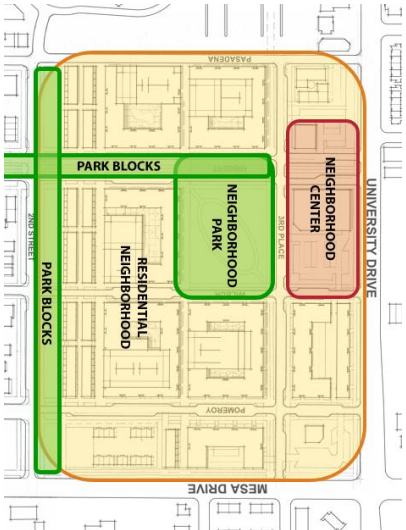 PASADENA
PARK BLOCKS
NEIGHBORHOOD
CENTER
NEIGHBORHOOD
PARK
3RD PLACE
UNIVERSITY DRIVE
2ND STREET
PARK BLOCKS
RESIDENTIAL
NEIGHBORHOOD
POMEROY
MESA DRIVE